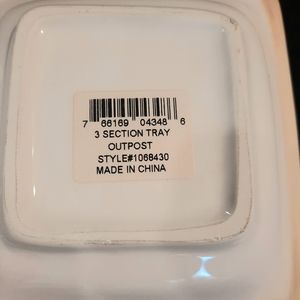 7 66169 04348 6
3 SECTION TRAY
OUTPOST
STYLE#1068430
MADE IN CHINA